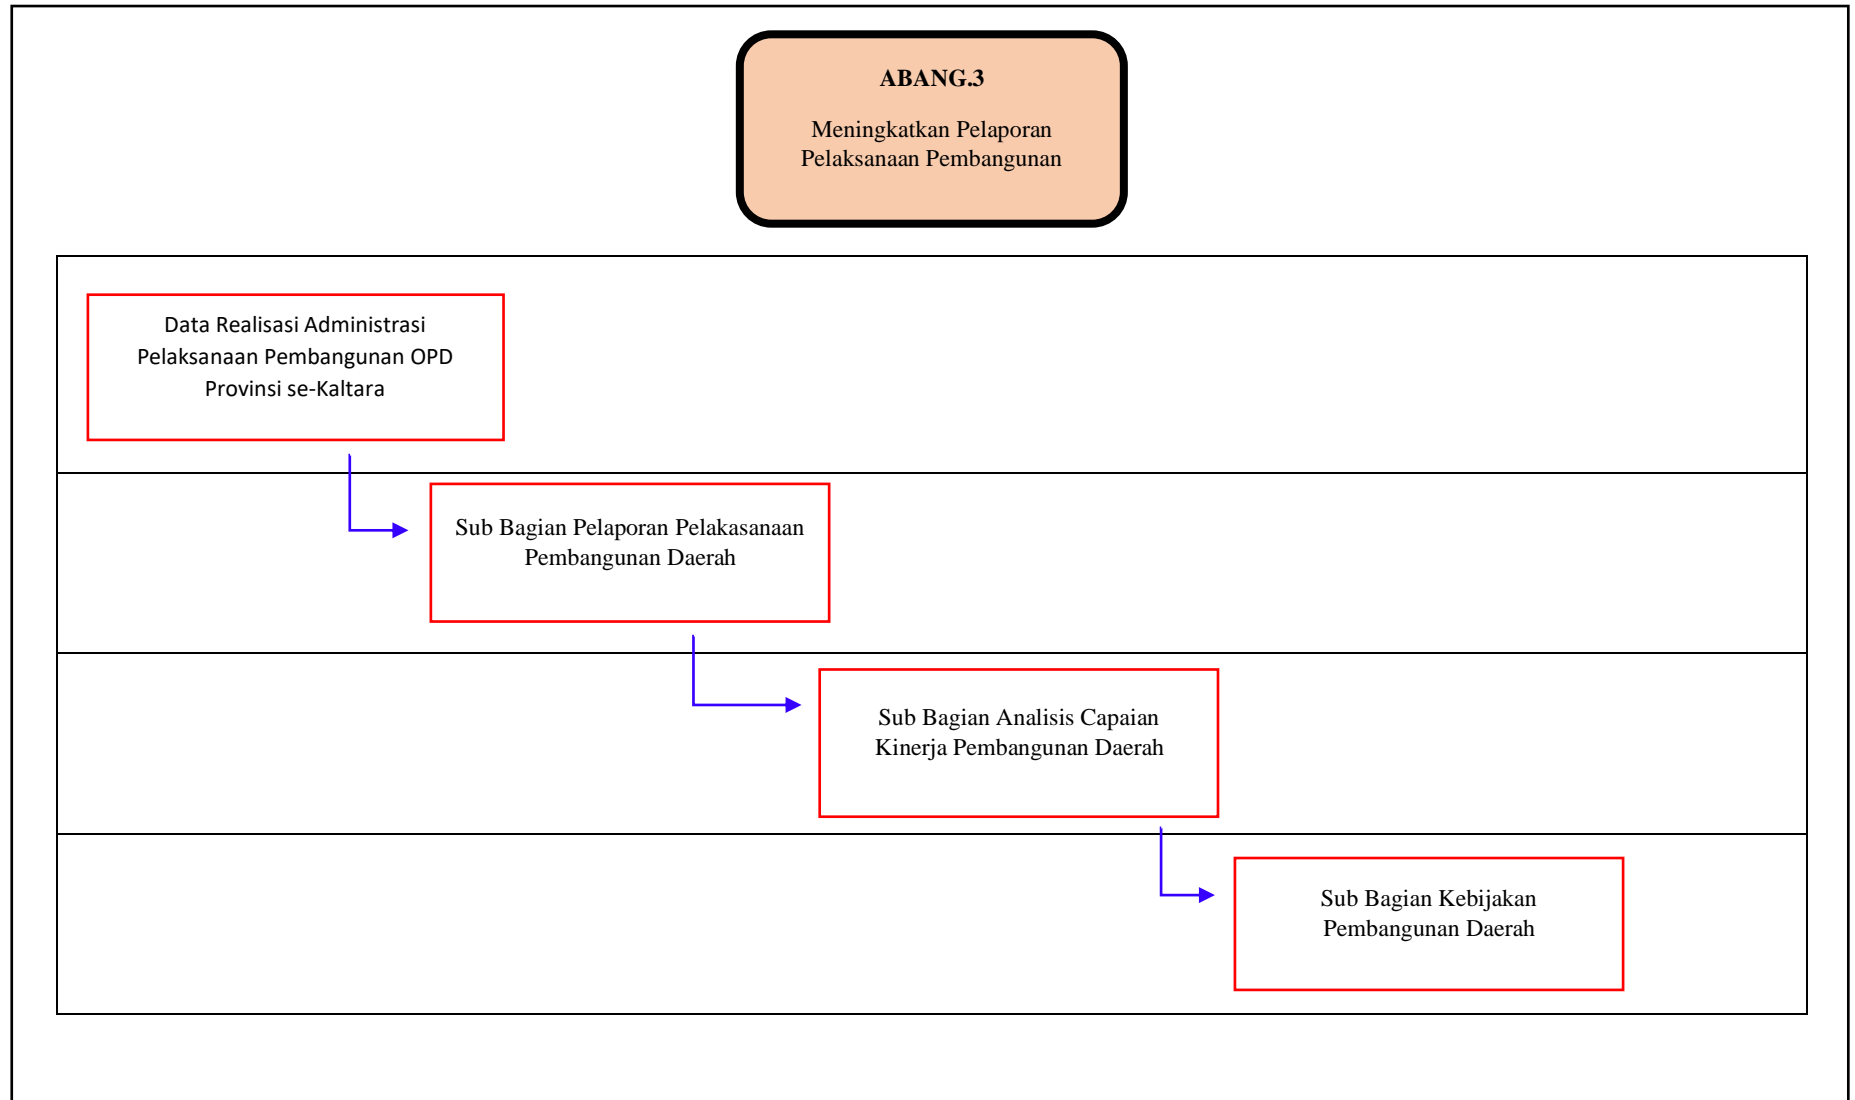 ABANG.3
Meningkatkan Pelaporan
Pelaksanaan Pembangunan
Data Realisasi Administrasi
Pelaksanaan Pembangunan OPD
Provinsi se-Kaltara
Sub Bagian Pelaporan Pelakasanaan
Pembangunan Daerah
Sub Bagian Analisis Capaian
Kinerja Pembangunan Daerah
Sub Bagian Kebijakan
Pembangunan Daerah